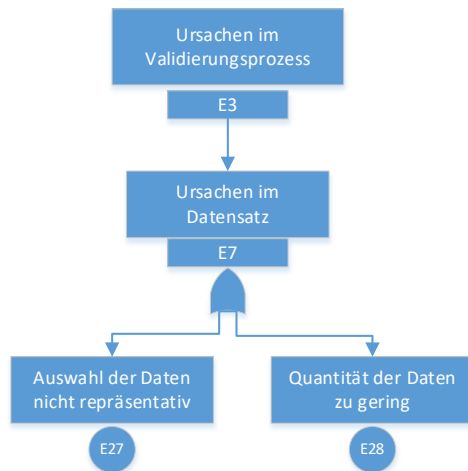 Ursachen im
Validierungsprozess
E3
Ursachen im
Datensatz
E7
Auswahl der Daten
nicht repräsentativ
E27
Quantität der Daten
zu gering
E28